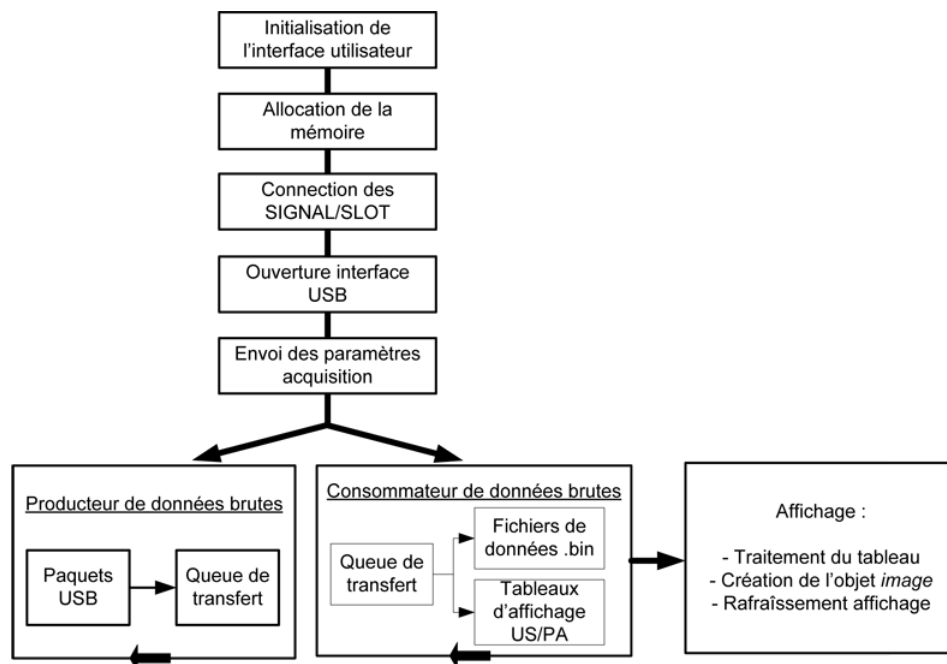 Initialisation de
l'interface utilisateur
Allocation de la
mémoire
Connection des
SIGNAL/SLOT
Ouverture interface
USB
Envoi des paramètres
acquisition
Producteur de données brutes
Paquets
USB
Queue de
transfert
Consommateur de données brutes
Queue de
transfert
Fichiers de
données .bin
Tableaux
d'affichage
US/PA
Affichage :
- Traitement du tableau
- Création de l'objet image
- Rafraîssement affichage